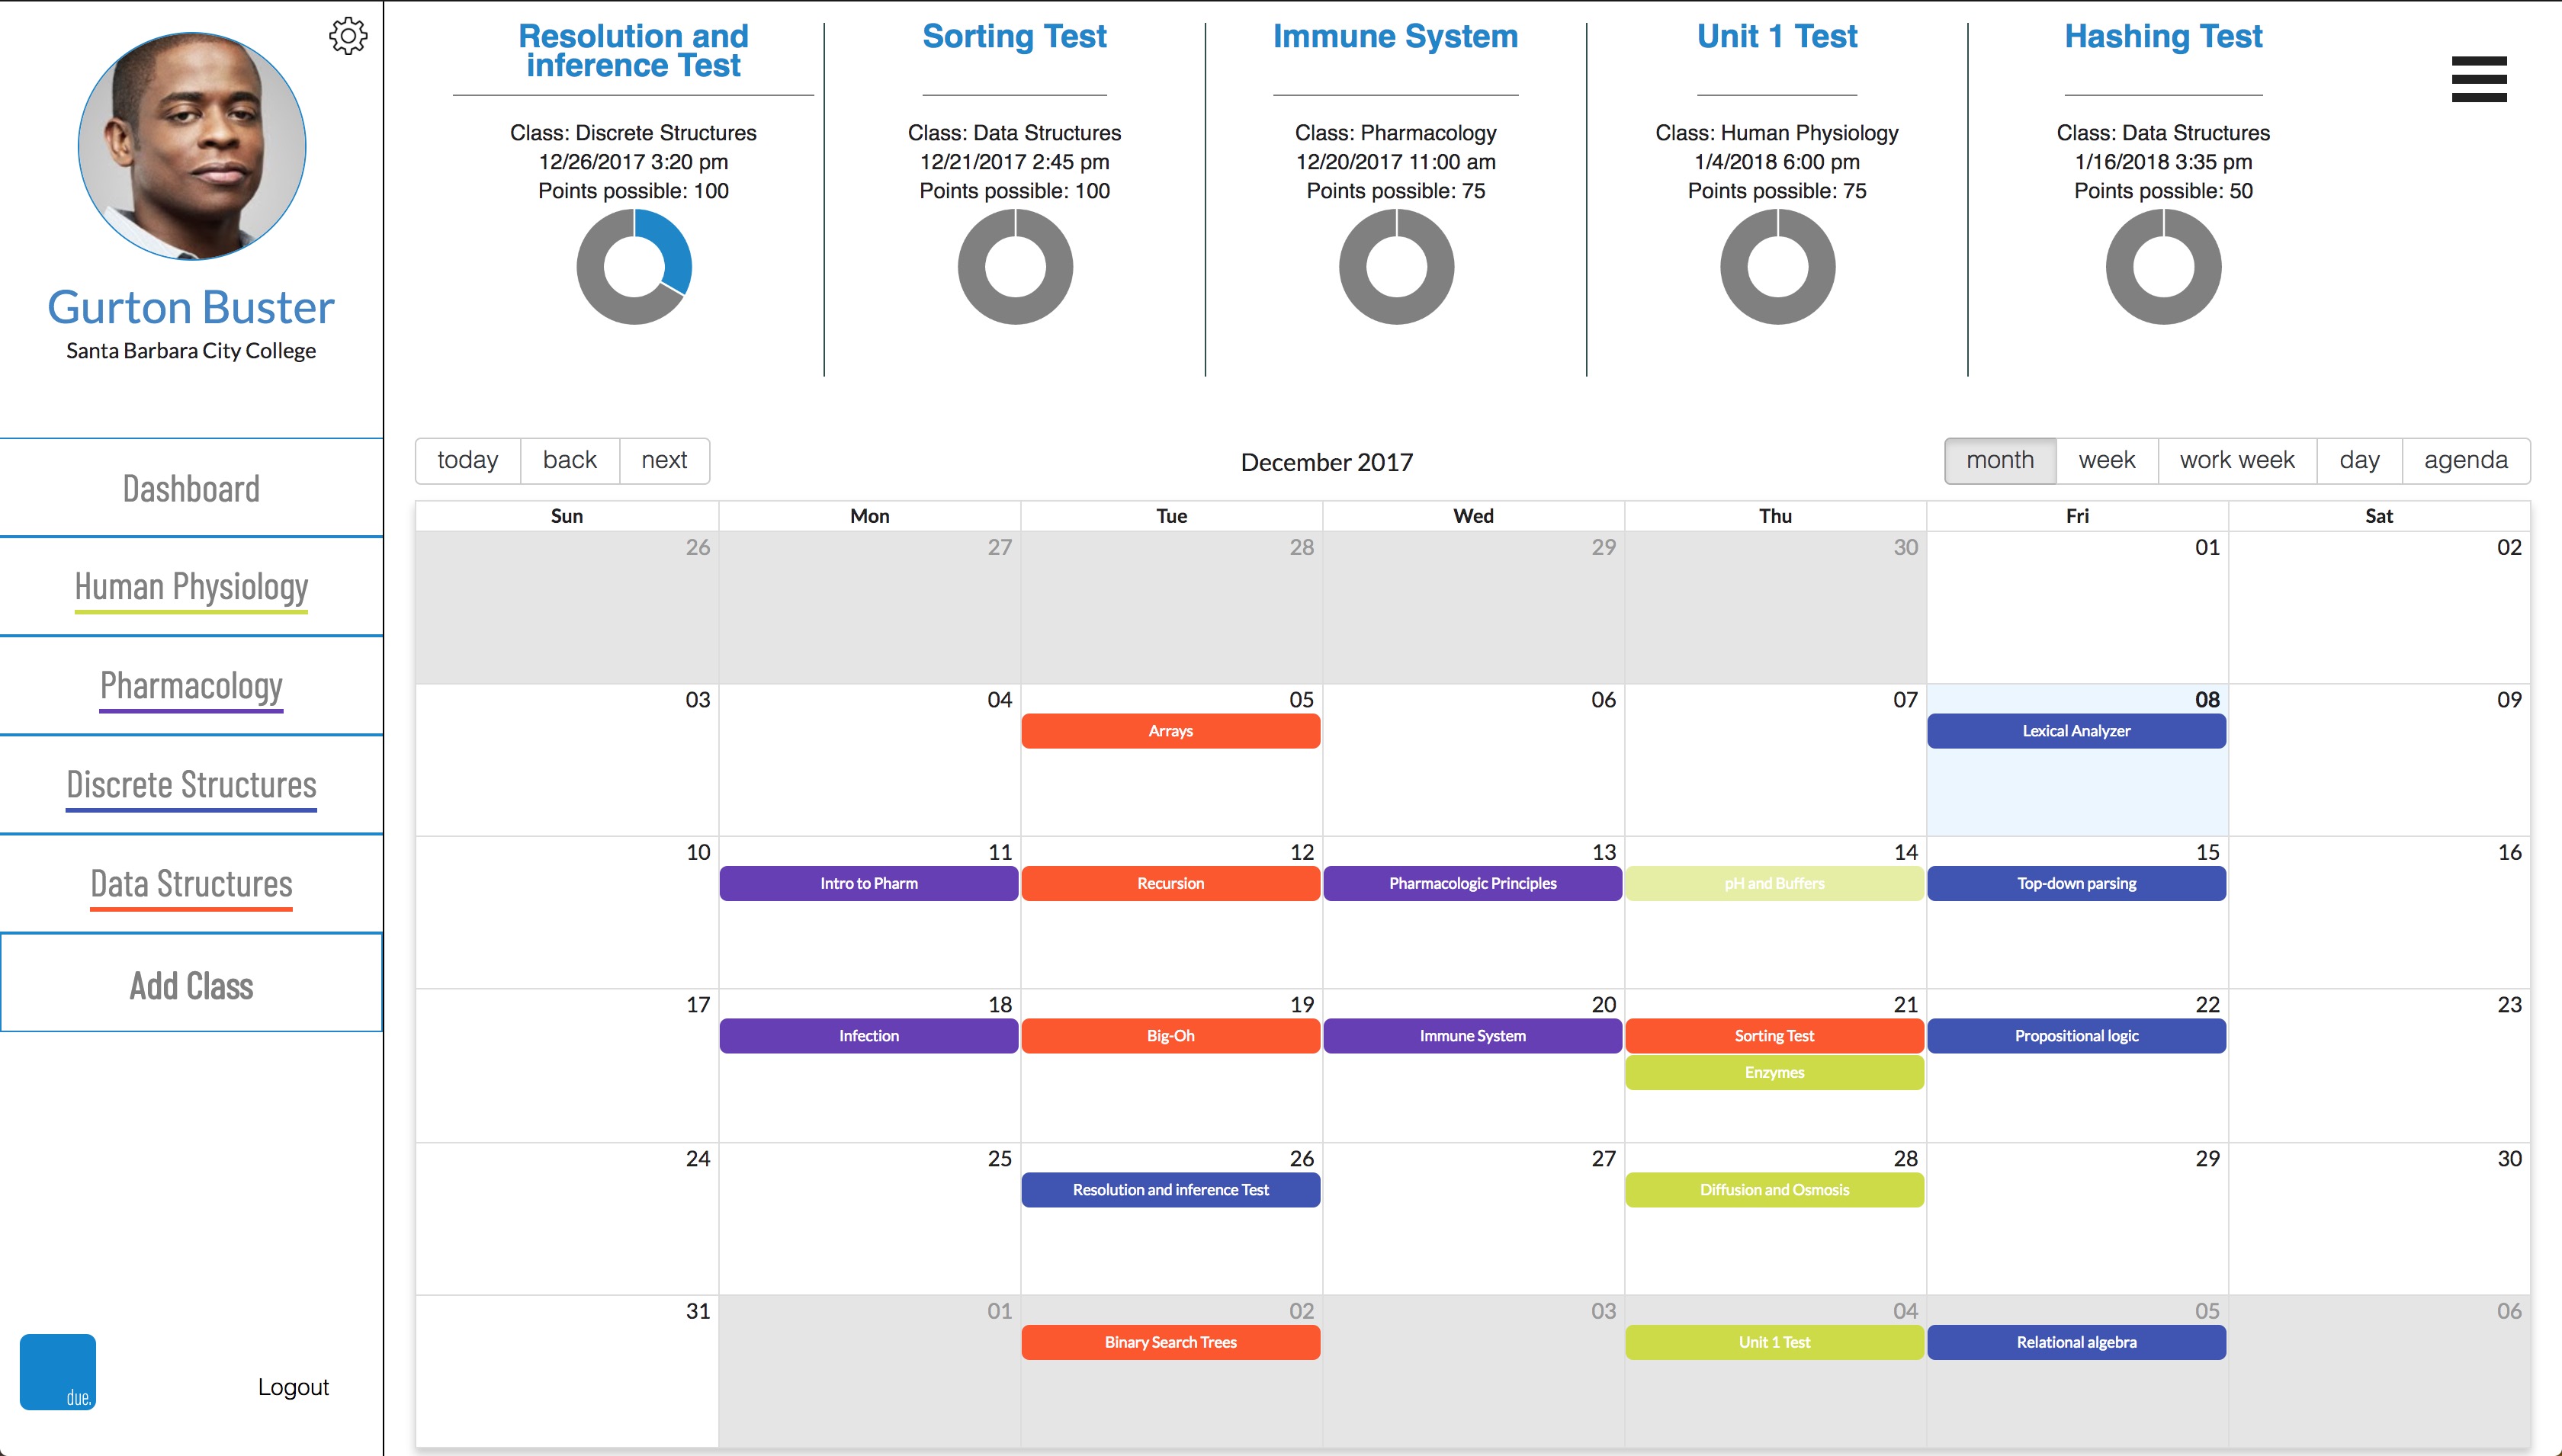 Gurton Buster
Santa Barbara City College
Dashboard
Human Physiology
Pharmacology
Discrete Structures
Data Structures
Add Class
due.
Logout
Resolution and
inference Test
Class: Discrete Structures
12/26/2017 3:20 pm
Points possible: 100
Sorting Test
Class: Data Structures
12/21/2017 2:45 pm
Points possible: 100
Immune System
Class: Pharmacology
12/20/2017 11:00 am
Points possible: 75
Unit 1 Test
Class: Human Physiology
1/4/2018 6:00 pm
Points possible: 75
Hashing Test
Class: Data Structures
1/16/2018 3:35 pm
Points possible: 50
today back next
December 2017
month week work week day agenda
Sun Mon Tue Wed Thu Fri Sat
26 27 28 29 30 01 02
03 04 05 06 07 08 09
Arrays Lexical Analyzer
10 11 12 13 14 15 16
Intro to Pharm Recursion Pharmacologic Principles pH and Buffers Top-down parsing
17 18 19 20 21 22 23
Infection Big-Oh Immune System Sorting Test Propositional logic
Enzymes
24 25 26 27 28 29 30
Resolution and inference Test Diffusion and Osmosis
31 01 02 03 04 05 06
Binary Search Trees Unit 1 Test Relational algebra